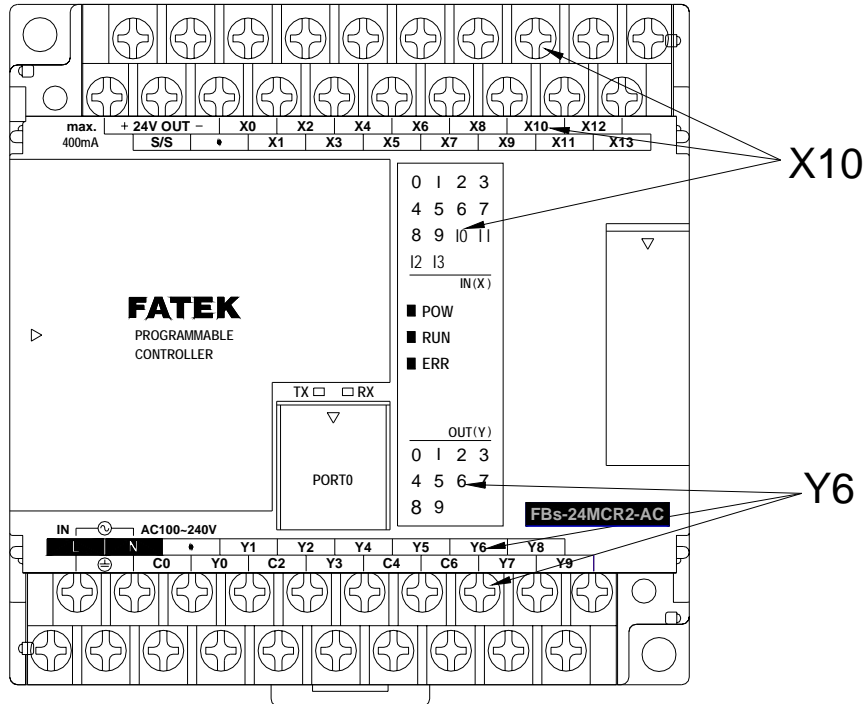 max. + 24V OUT – X0 X2 X4 X6 X8 X10 X12
400mA S/S • X1 X3 X5 X7 X9 X11 X13
X10
0 1 2 3
4 5 6 7
8 9 10 11
12 13
IN(X)
FATEK
PROGRAMMABLE
CONTROLLER
POW
RUN
ERR
TX RX
PORT0
OUT(Y)
0 1 2 3
4 5 6 7
8 9
Y6
FBs-24MCR2-AC
IN AC100~240V
L N • Y1 Y2 Y4 Y5 Y6 Y8
C0 Y0 C2 Y3 C4 C6 Y7 Y9